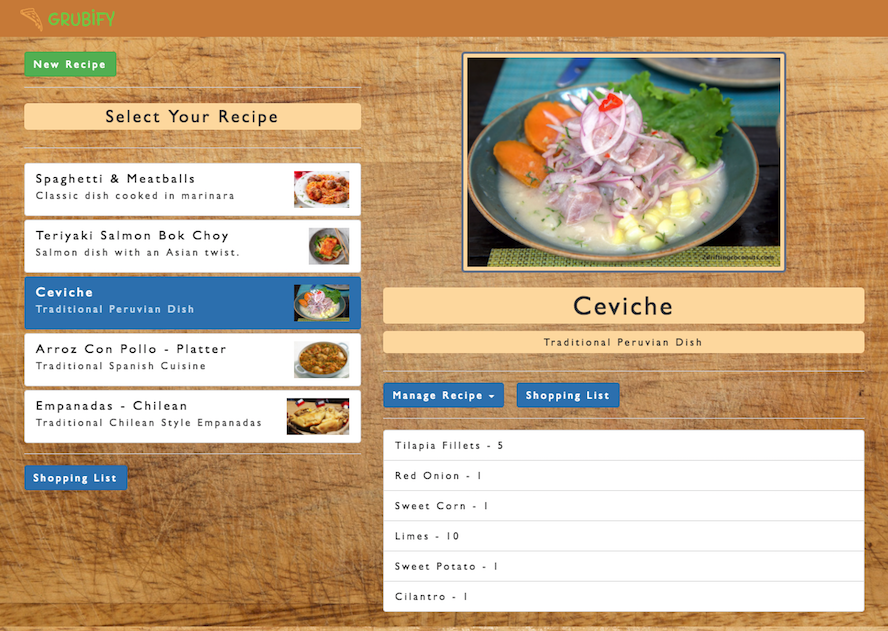 GRUBIFY
New Recipe
Select Your Recipe
Spaghetti & Meatballs
Classic dish cooked in marinara
Teriyaki Salmon Bok Choy
Salmon dish with an Asian twist.
Ceviche
Traditional Peruvian Dish
Arroz Con Pollo - Platter
Traditional Spanish Cuisine
Empanadas - Chilean
Traditional Chilean Style Empanadas
Shopping List
Ceviche
Traditional Peruvian Dish
Manage Recipe
Shopping List
Tilapia Fillets - 5
Red Onion - 1
Sweet Corn - 1
Limes - 10
Sweet Potato - 1
Cilantro - 1